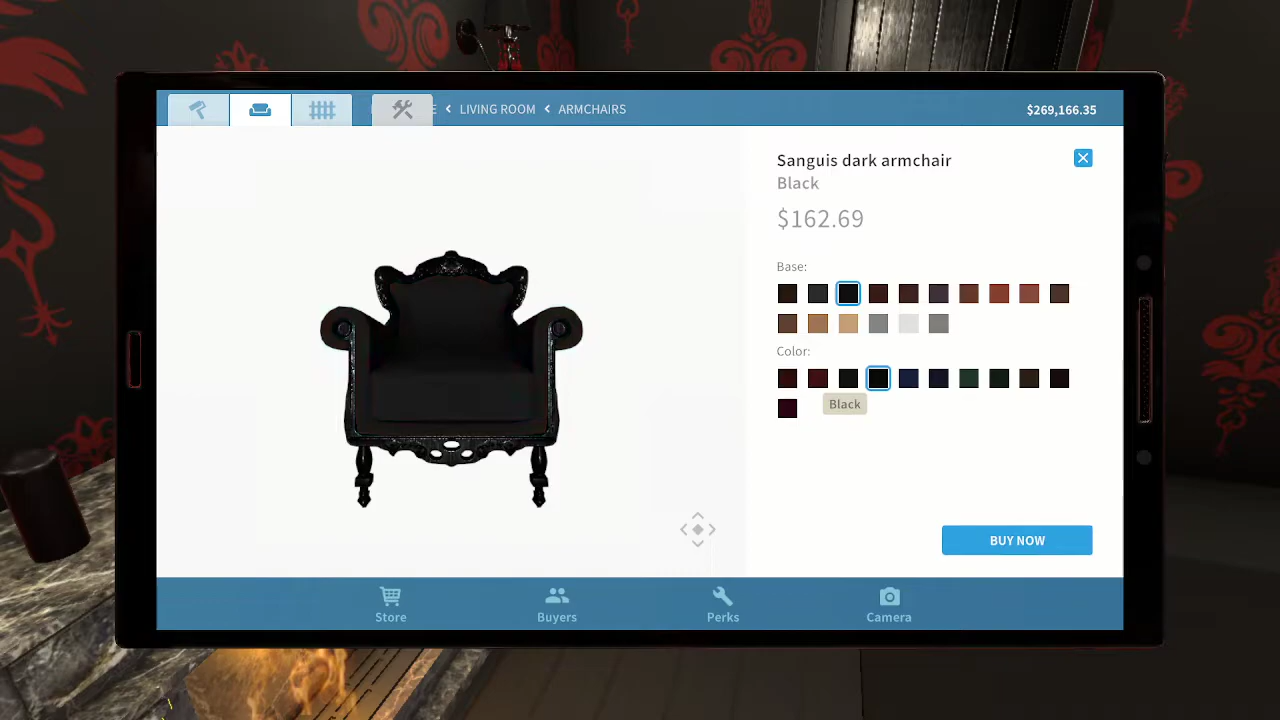 E < LIVING ROOM < ARMCHAIRS
$269,166.35
Sanguis dark armchair
Black
$162.69
Base:
Color:
Black
BUY NOW
Store
Buyers
Perks
Camera